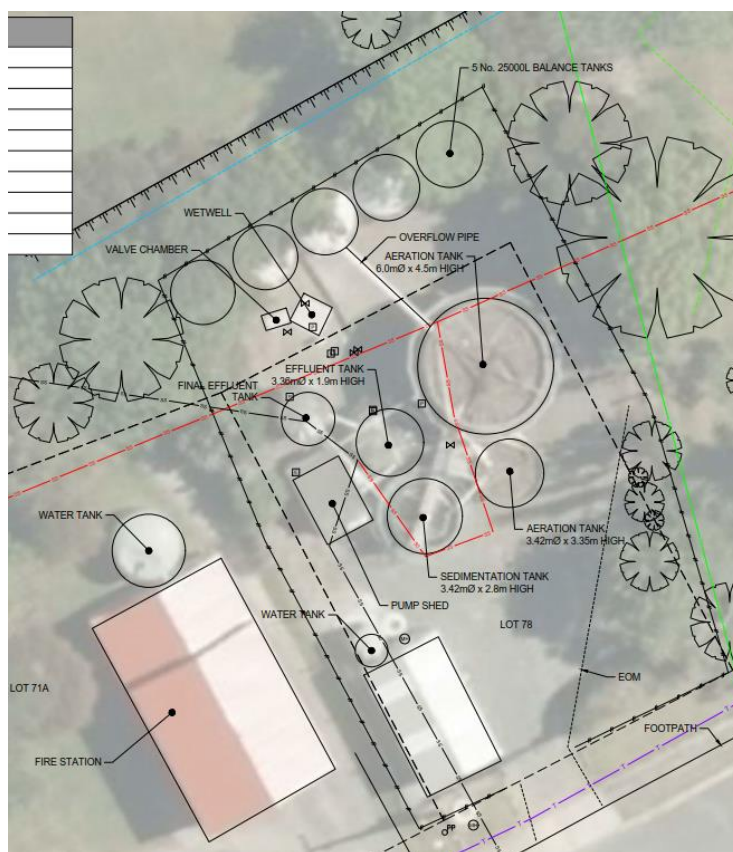 5 No. 25000L BALANCE TANKS
WETWELL
VALVE CHAMBER
OVERFLOW PIPE
AERATION TANK
6.0mØ x 4.5m HIGH
EFFLUENT TANK
3.36mØ x 1.9m HIGH
FINAL EFFLUENT
TANK
WATER TANK
AERATION TANK
3.42mØ x 3.35m HIGH
SEDIMENTATION TANK
3.42mØ x 2.8m HIGH
PUMP SHED
WATER TANK
LOT 78
LOT 71A
EOM
FOOTPATH
FIRE STATION
PP